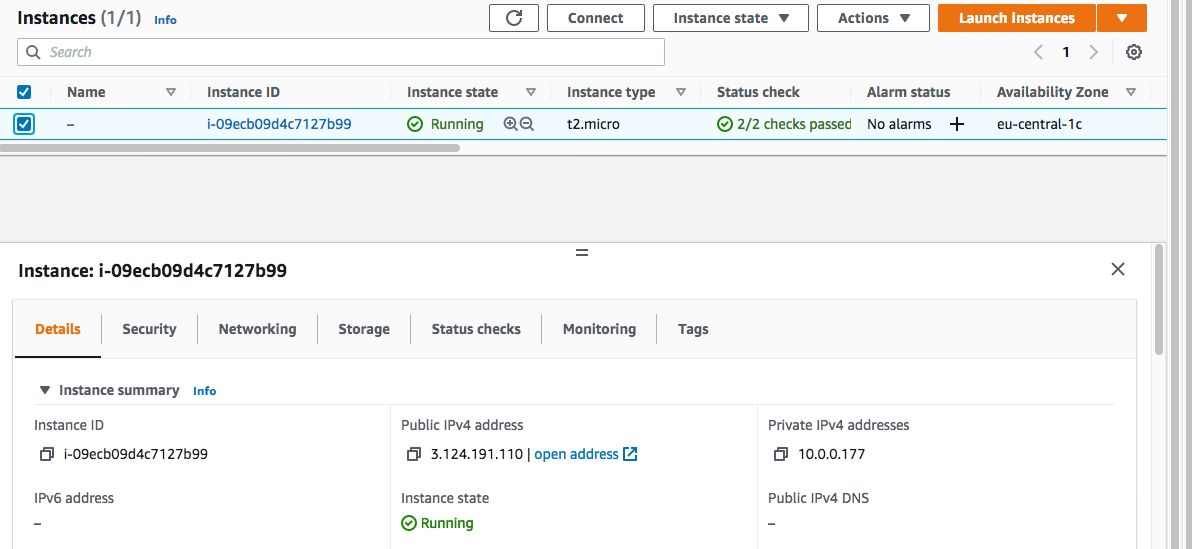 Instances (1/1) Info Connect Instance state Actions Launch instances
Search 1
Name Instance ID Instance state Instance type Status check Alarm status Availability Zone
– i-09ecb09d4c7127b99 Running t2.micro 2/2 checks passed No alarms + eu-central-1c
Instance: i-09ecb09d4c7127b99
Details Security Networking Storage Status checks Monitoring Tags
Instance summary Info
Instance ID Public IPv4 address Private IPv4 addresses
i-09ecb09d4c7127b99 3.124.191.110 | open address 10.0.0.177
IPv6 address Instance state Public IPv4 DNS
– Running –